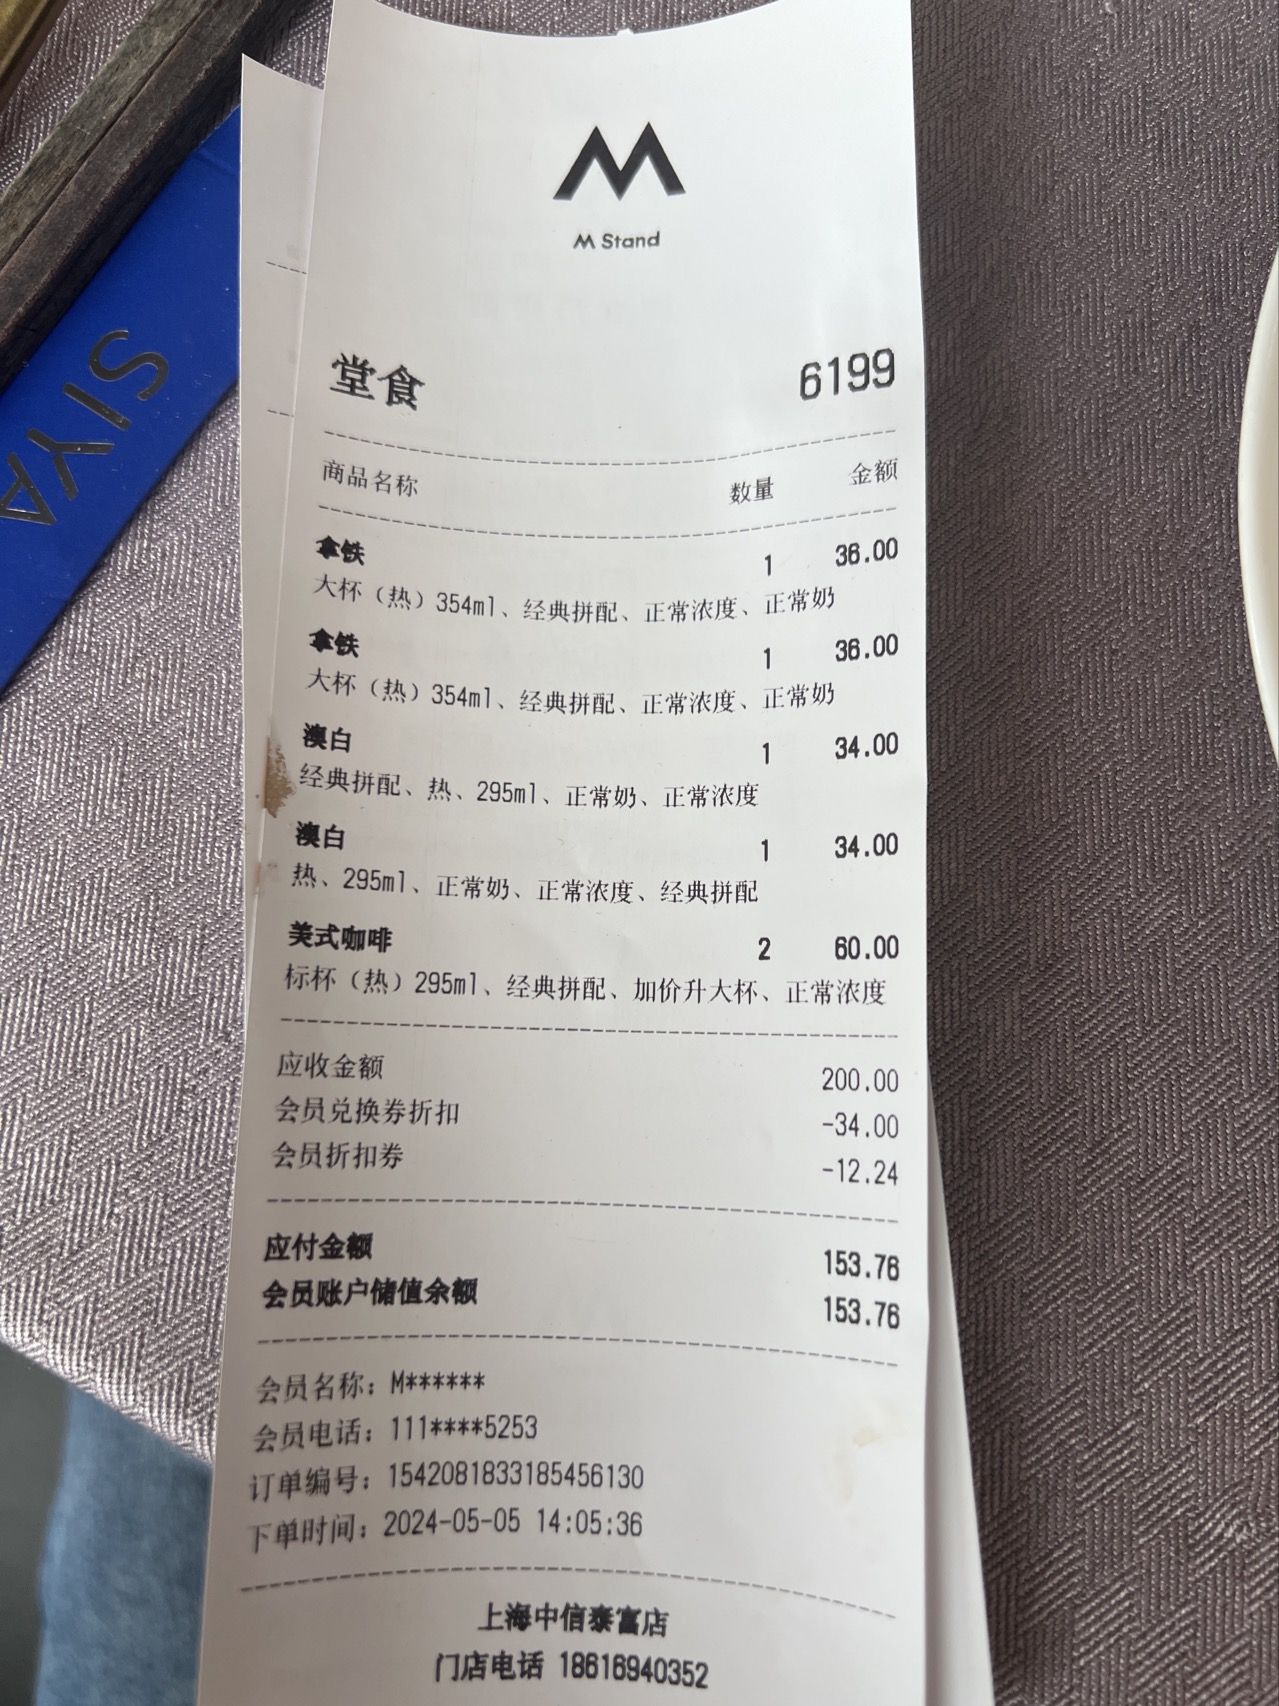 M Stand
堂食 6199
商品名称 数量 金额
拿铁 1 36.00
大杯（热）354ml、经典拼配、正常浓度、正常奶
拿铁 1 36.00
大杯（热）354ml、经典拼配、正常浓度、正常奶
澳白 1 34.00
经典拼配、热、295ml、正常奶、正常浓度
澳白 1 34.00
热、295ml、正常奶、正常浓度、经典拼配
美式咖啡 2 60.00
标杯（热）295ml、经典拼配、加价升大杯、正常浓度
应收金额 200.00
会员兑换券折扣 -34.00
会员折扣券 -12.24
应付金额 153.76
会员账户储值余额 153.76
会员名称：M******
会员电话：111****5253
订单编号：1542081833185456130
下单时间：2024-05-05 14:05:36
上海中信泰富店
门店电话 18616940352
SIYA